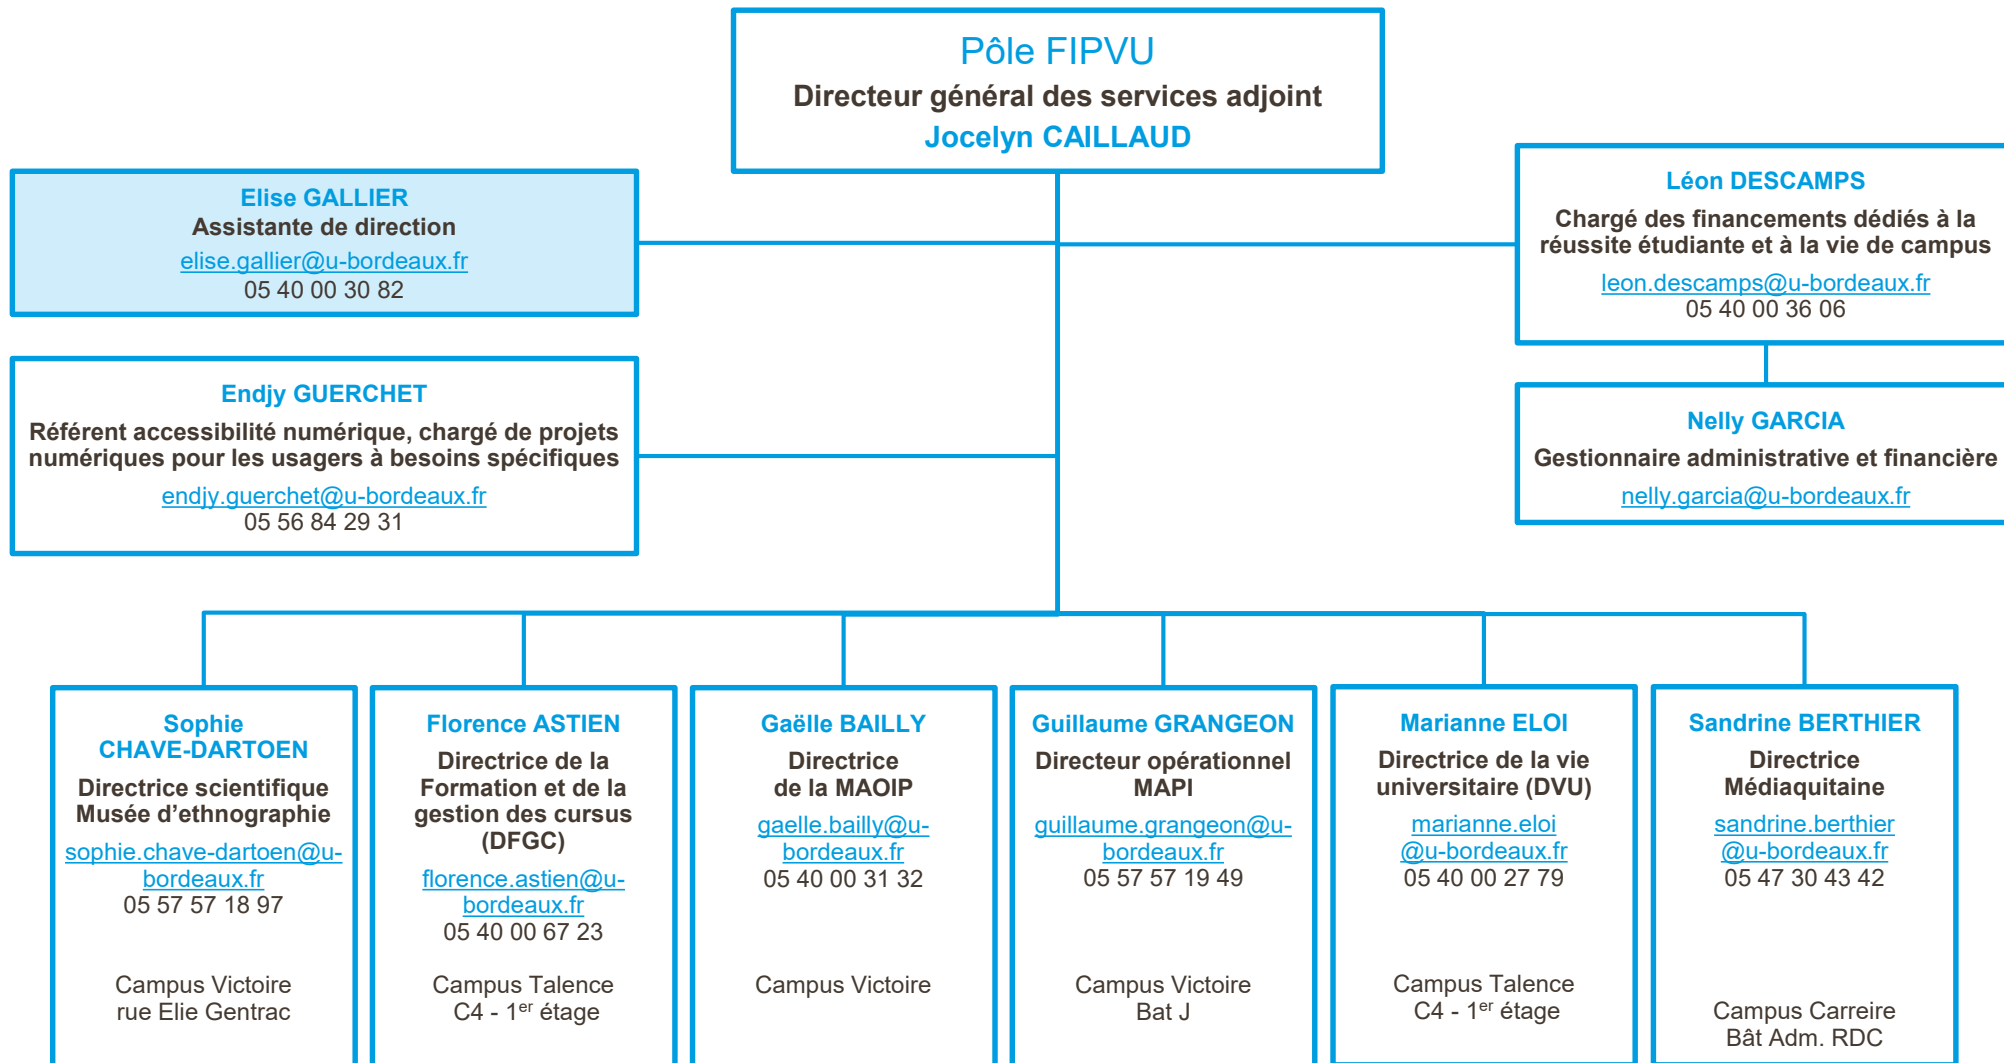 Pôle FIPVU
Directeur général des services adjoint
Jocelyn CAILLAUD
Elise GALLIER
Assistante de direction
elise.gallier@u-bordeaux.fr
05 40 00 30 82
Léon DESCAMPS
Chargé des financements dédiés à la
réussite étudiante et à la vie de campus
leon.descamps@u-bordeaux.fr
05 40 00 36 06
Endjy GUERCHET
Référent accessibilité numérique, chargé de projets
numériques pour les usagers à besoins spécifiques
endjy.guerchet@u-bordeaux.fr
05 56 84 29 31
Nelly GARCIA
Gestionnaire administrative et financière
nelly.garcia@u-bordeaux.fr
Sophie
CHAVE-DARTOEN
Directrice scientifique
Musée d’ethnographie
sophie.chave-dartoen@u-
bordeaux.fr
05 57 57 18 97
Campus Victoire
rue Elie Gentrac
Florence ASTIEN
Directrice de la
Formation et de la
gestion des cursus
(DFGC)
florence.astien@u-
bordeaux.fr
05 40 00 67 23
Campus Talence
C4 - 1er étage
Gaëlle BAILLY
Directrice
de la MAOIP
gaelle.bailly@u-
bordeaux.fr
05 40 00 31 32
Campus Victoire
Guillaume GRANGEON
Directeur opérationnel
MAPI
guillaume.grangeon@u-
bordeaux.fr
05 57 57 19 49
Campus Victoire
Bat J
Marianne ELOI
Directrice de la vie
universitaire (DVU)
marianne.eloi
@u-bordeaux.fr
05 40 00 27 79
Campus Talence
C4 - 1er étage
Sandrine BERTHIER
Directrice
Médiaquitaine
sandrine.berthier
@u-bordeaux.fr
05 47 30 43 42
Campus Carreire
Bât Adm. RDC